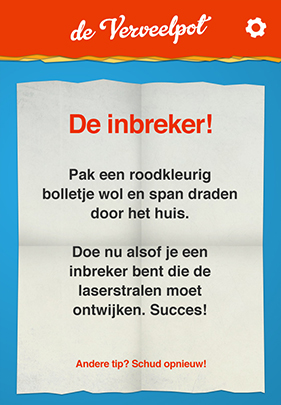 de Verveelpot
De inbreker!
Pak een roodkleurig
bolletje wol en span draden
door het huis.
Doe nu alsof je een
inbreker bent die de
laserstralen moet
ontwijken. Succes!
Andere tip? Schud opnieuw!